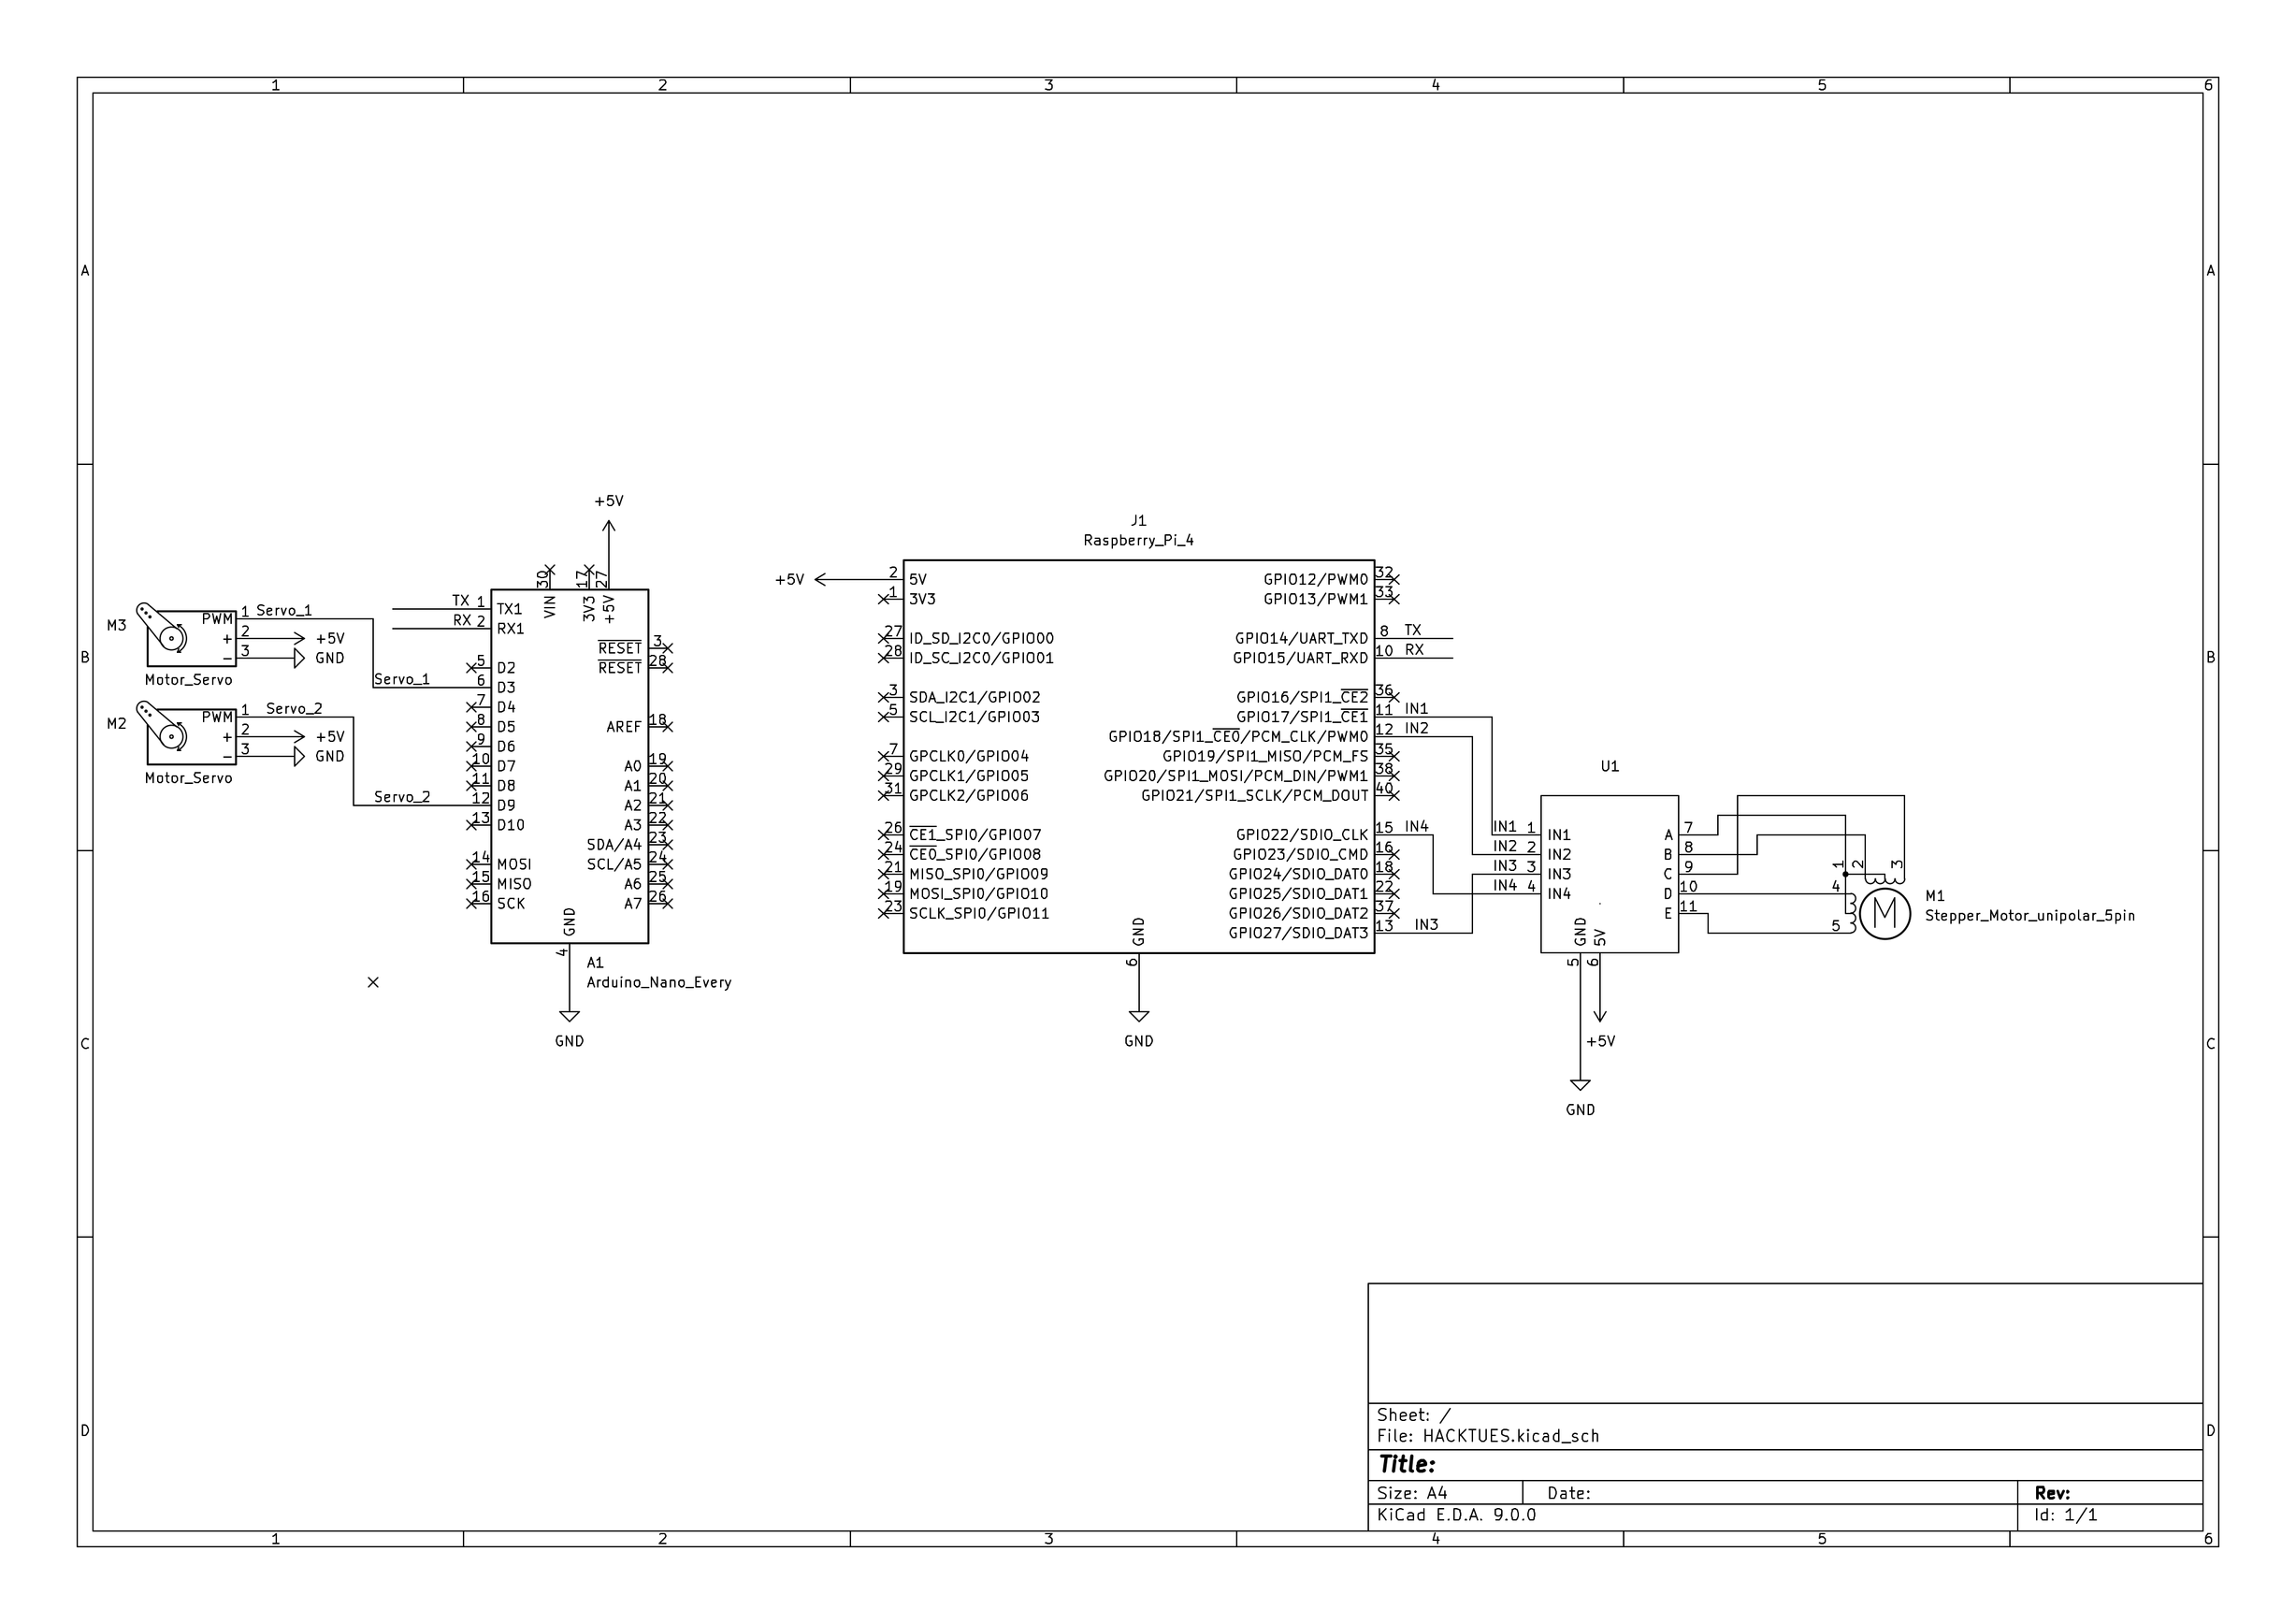 1 2 3 4 5 6
A A
B B
C C
D D
+5V
M3
PWM
+
-
1 Servo_1
2 +5V
3 GND
Motor_Servo
Servo_1
M2
PWM
+
-
1 Servo_2
2 +5V
3 GND
Motor_Servo
Servo_2
30 17 27
VIN 3V3 +5V
TX 1 TX1
RX 2 RX1
RESET 3
RESET 28
5 D2
6 D3
7 D4
8 D5
AREF 18
9 D6
10 D7
A0 19
11 D8
A1 20
12 D9
A2 21
13 D10
A3 22
SDA/A4 23
14 MOSI
SCL/A5 24
15 MISO
A6 25
16 SCK
A7 26
GND
4
A1
Arduino_Nano_Every
GND
J1
Raspberry_Pi_4
+5V 2 5V
1 3V3
27 ID_SD_I2C0/GPIO00
28 ID_SC_I2C0/GPIO01
3 SDA_I2C1/GPIO02
5 SCL_I2C1/GPIO03
7 GPCLK0/GPIO04
29 GPCLK1/GPIO05
31 GPCLK2/GPIO06
26 CE1_SPI0/GPIO07
24 CE0_SPI0/GPIO08
21 MISO_SPI0/GPIO09
19 MOSI_SPI0/GPIO10
23 SCLK_SPI0/GPIO11
GPIO12/PWM0 32
GPIO13/PWM1 33
GPIO14/UART_TXD 8 TX
GPIO15/UART_RXD 10 RX
GPIO16/SPI1_CE2 36
GPIO17/SPI1_CE1 11 IN1
GPIO18/SPI1_CE0/PCM_CLK/PWM0 12 IN2
GPIO19/SPI1_MISO/PCM_FS 35
GPIO20/SPI1_MOSI/PCM_DIN/PWM1 38
GPIO21/SPI1_SCLK/PCM_DOUT 40
GPIO22/SDIO_CLK 15 IN4
GPIO23/SDIO_CMD 16
GPIO24/SDIO_DAT0 18
GPIO25/SDIO_DAT1 22
GPIO26/SDIO_DAT2 37
GPIO27/SDIO_DAT3 13 IN3
GND
6
GND
U1
IN1 1 IN1
IN2 2 IN2
IN3 3 IN3
IN4 4 IN4
A 7
B 8
C 9
D 10
E 11
GND 5V
5 6
+5V
GND
1 2 3
4
5
M
M1
Stepper_Motor_unipolar_5pin
Sheet: /
File: HACKTUES.kicad_sch
Title:
Size: A4 Date: Rev:
KiCad E.D.A. 9.0.0 Id: 1/1
1 2 3 4 5 6